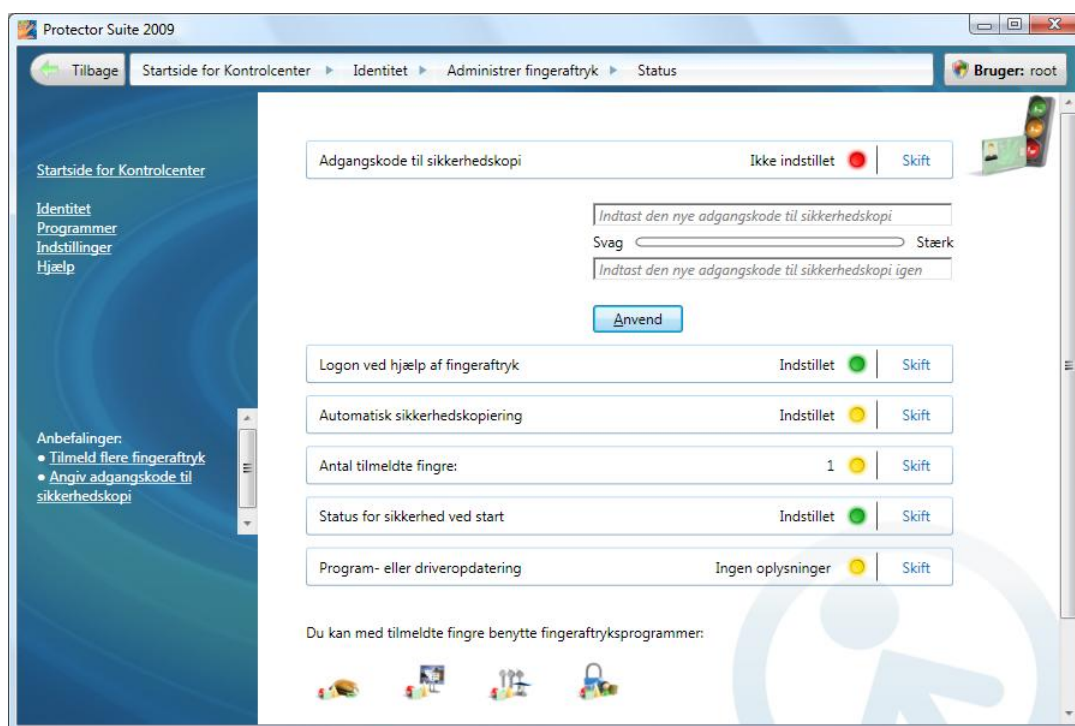 Protector Suite 2009
Tilbage
Startside for Kontrolcenter
Identitet
Administrer fingeraftryk
Status
Bruger: root
Startside for Kontrolcenter
Identitet
Programmer
Indstillinger
Hjælp
Anbefalinger:
Tilmeld flere fingeraftryk
Angiv adgangskode til
sikkerhedskopi
Adgangskode til sikkerhedskopi
Ikke indstillet
Skift
Indtast den nye adgangskode til sikkerhedskopi
Svag
Stærk
Indtast den nye adgangskode til sikkerhedskopi igen
Anvend
Logon ved hjælp af fingeraftryk
Indstillet
Skift
Automatisk sikkerhedskopiering
Indstillet
Skift
Antal tilmeldte fingre:
1
Skift
Status for sikkerhed ved start
Indstillet
Skift
Program- eller driveropdatering
Ingen oplysninger
Skift
Du kan med tilmeldte fingre benytte fingeraftryksprogrammer: